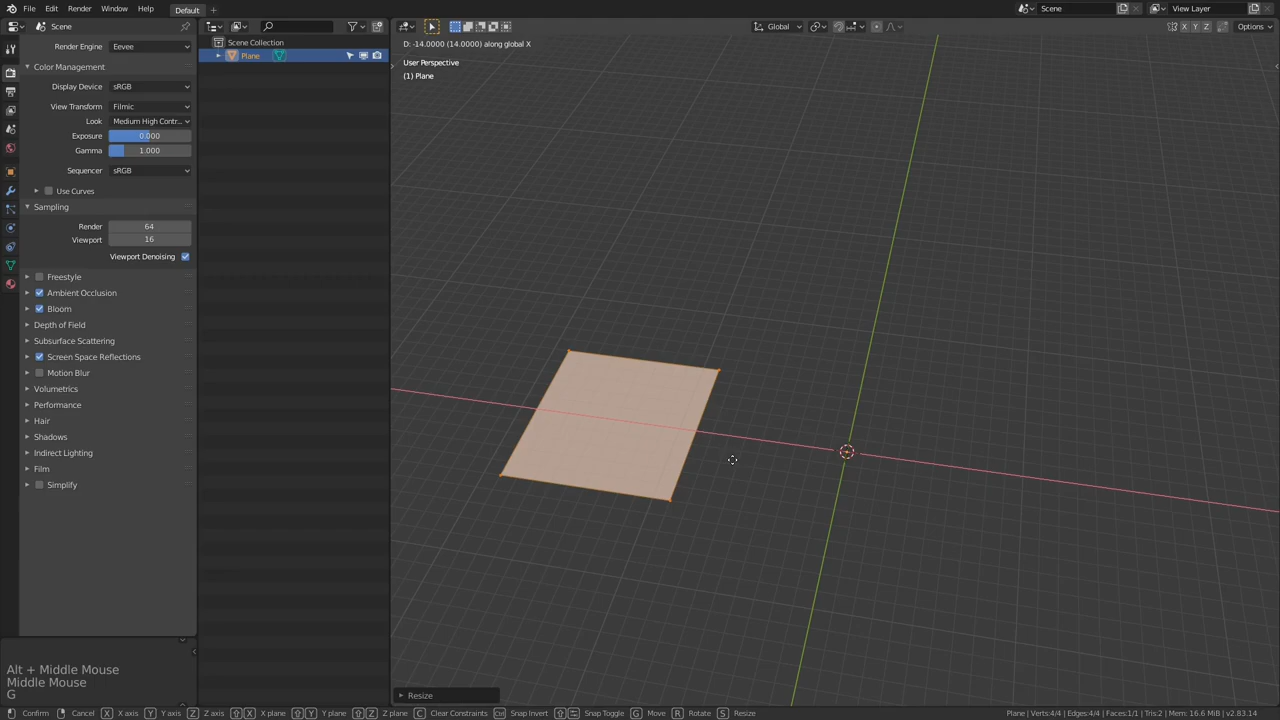 File Edit Render Window Help Default Scene View Layer
Scene
Render Engine Eevee
Color Management
Display Device sRGB
View Transform Filmic
Look Medium High Contr...
Exposure 0.000
Gamma 1.000
Sequencer sRGB
Use Curves
Sampling
Render 64
Viewport 16
Viewport Denoising
Freestyle
Ambient Occlusion
Bloom
Depth of Field
Subsurface Scattering
Screen Space Reflections
Motion Blur
Volumetrics
Performance
Hair
Shadows
Indirect Lighting
Film
Simplify
Alt + Middle Mouse
Middle Mouse
G
Scene Collection
Plane
Global X Y Z Options
D: -14.0000 (14.0000) along global X
User Perspective
(1) Plane
Resize
Confirm Cancel X X axis Y Y axis Z Z axis X X plane Y Y plane Z Z plane C Clear Constraints Ctrl Snap Invert Snap Toggle G Move R Rotate S Resize Plane | Verts:4/4 | Edges:4/4 | Faces:1/1 | Tris:2 | Mem: 16.6 MiB | v2.83.14